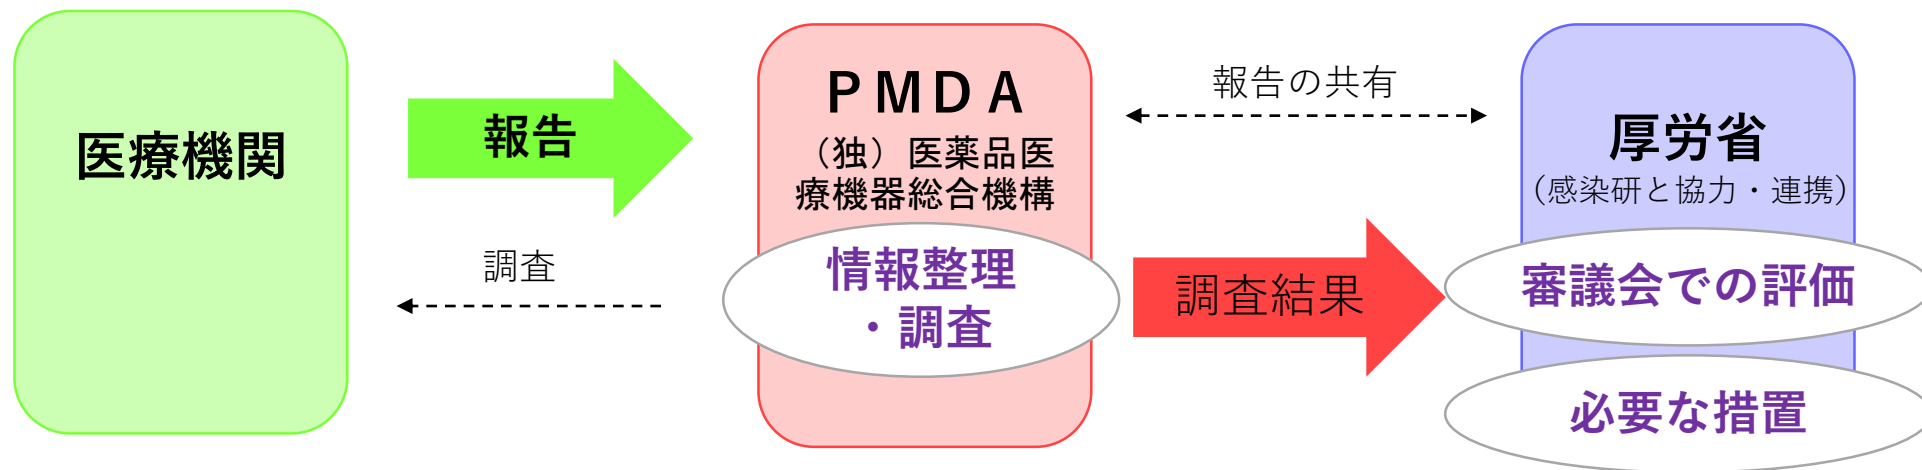 医療機関
報告
調査
ＰＭＤＡ
（独）医薬品医
療機器総合機構
情報整理
・調査
報告の共有
調査結果
厚労省
（感染研と協力・連携）
審議会での評価
必要な措置